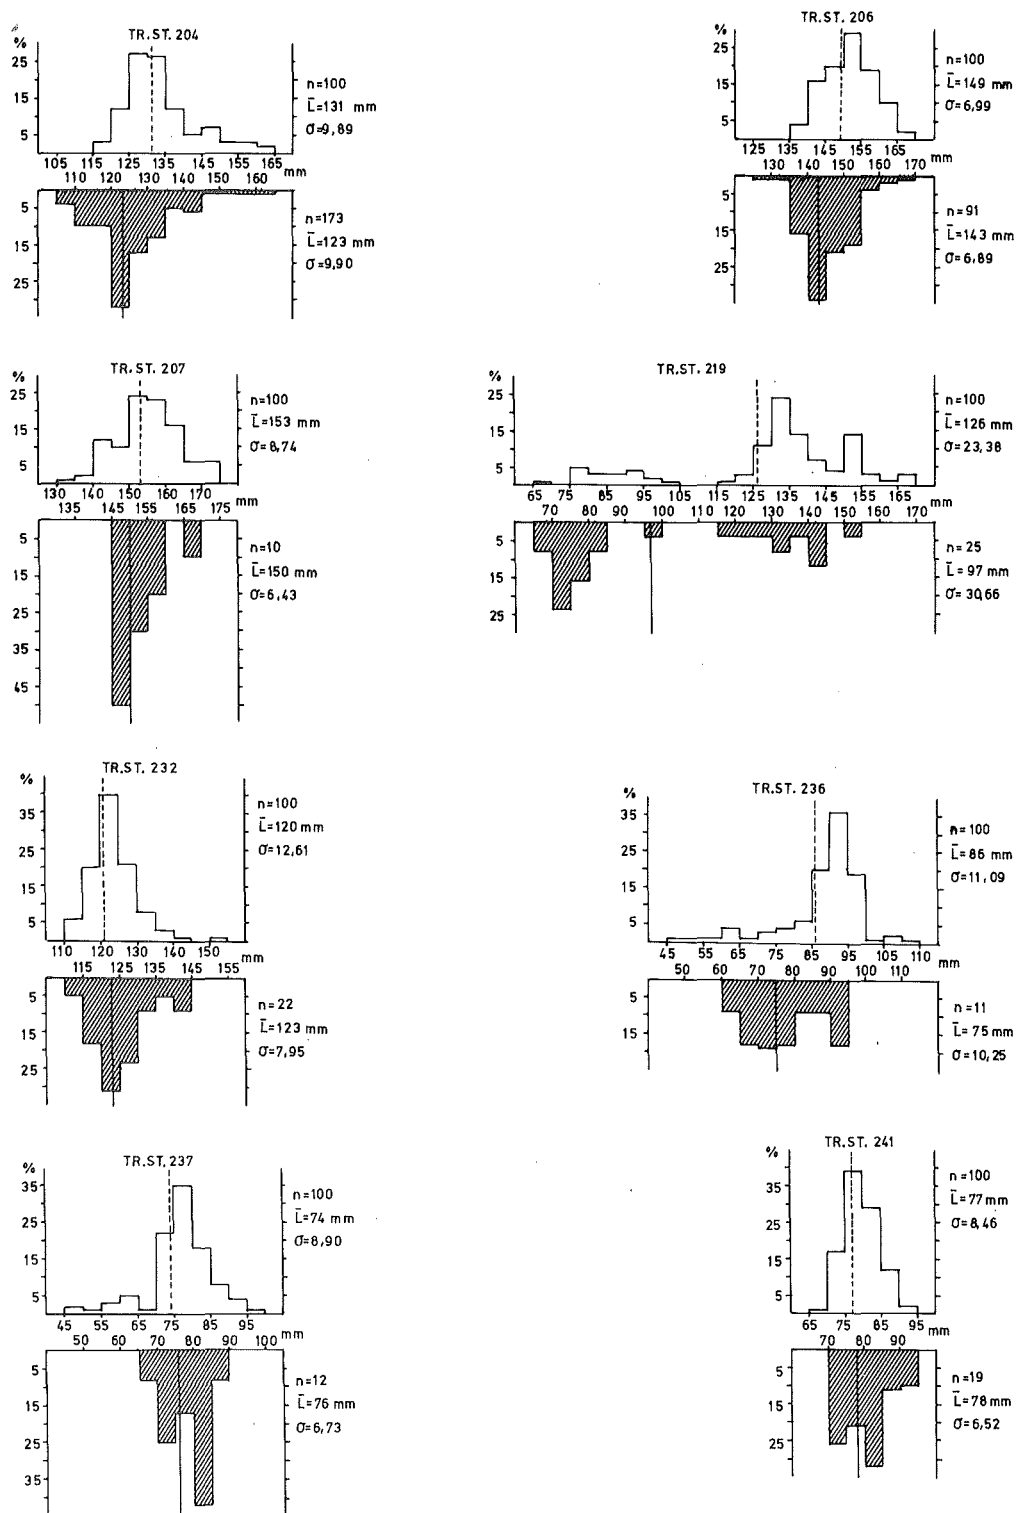 TR.ST. 204
%
25
15
5
105 115 125 135 145 155 165
mm
n=100
L̄=131 mm
σ=9,89
110 120 130 140 150 160
5
15
25
n=173
L̄=123 mm
σ=9,90
TR.ST. 206
%
25
15
5
125 135 145 155 165
mm
n=100
L̄=149 mm
σ=6,99
130 140 150 160 170
5
15
25
n=91
L̄=143 mm
σ=6,89
TR.ST. 207
%
25
15
5
130 140 150 160 170
mm
n=100
L̄=153 mm
σ=8,74
135 145 155 165 175
5
15
25
35
45
n=10
L̄=150 mm
σ=6,43
TR.ST. 219
%
25
15
5
65 75 85 95 105 115 125 135 145 155 165
mm
n=100
L̄=126 mm
σ=23,38
70 80 90 100 110 120 130 140 150 160 170
5
15
25
n=25
L̄= 97 mm
σ= 30,66
TR.ST. 232
%
35
25
15
5
110 120 130 140 150
mm
n=100
L̄=120 mm
σ=12,61
115 125 135 145 155
5
15
25
n=22
L̄=123 mm
σ=7,95
TR.ST. 236
%
35
25
15
5
45 55 65 75 85 95 105 110
mm
n=100
L̄=86 mm
σ=11,09
50 60 70 80 90 100 110
5
15
n=11
L̄=75 mm
σ=10,25
TR.ST. 237
%
35
25
15
5
45 55 65 75 85 95
mm
n=100
L̄=74 mm
σ=8,90
50 60 70 80 90 100
5
15
25
35
n=12
L̄=76 mm
σ=6,73
TR.ST. 241
%
35
25
15
5
65 75 85 95
mm
n=100
L̄=77 mm
σ=8,46
70 80 90
5
15
25
n=19
L̄=78 mm
σ=6,52